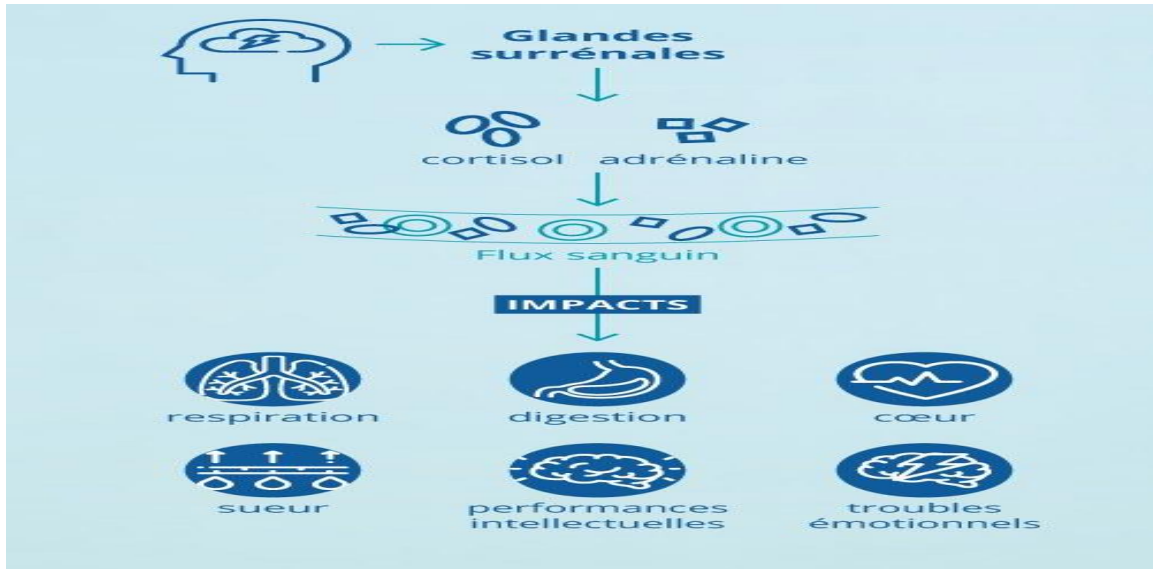 Glandes
surrénales
cortisol adrénaline
Flux sanguin
IMPACTS
respiration
digestion
cœur
sueur
performances
intellectuelles
troubles
émotionnels